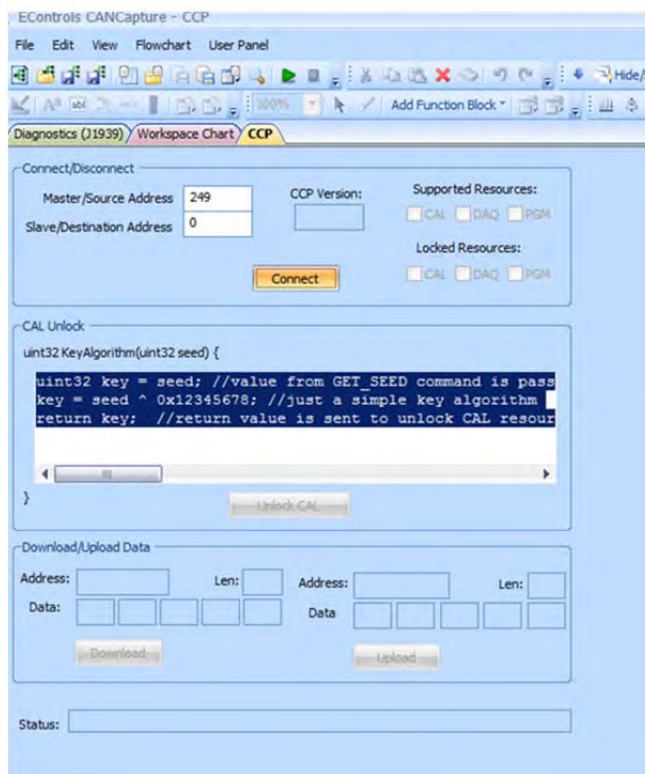 EControls CANCapture - CCP
File Edit View Flowchart User Panel
Hide/
A³ abl 100% Add Function Block
Diagnostics (J1939) Workspace Chart CCP
Connect/Disconnect
Master/Source Address 249
Slave/Destination Address 0
CCP Version:
Supported Resources:
CAL DAQ PGM
Locked Resources:
CAL DAQ PGM
Connect
CAL Unlock
uint32 KeyAlgorithm(uint32 seed) {
uint32 key = seed; //value from GET_SEED command is pass
key = seed ^ 0x12345678; //just a simple key algorithm
return key; //return value is sent to unlock CAL resour
}
Unlock CAL
Download/Upload Data
Address: Len:
Data:
Download
Address: Len:
Data
Upload
Status: